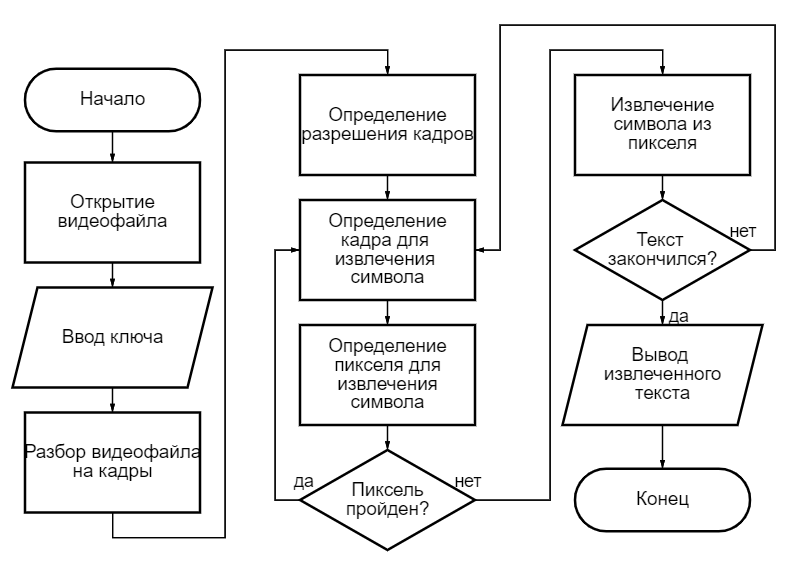 Начало
Открытие
видеофайла
Ввод ключа
Разбор видеофайла
на кадры
Определение
разрешения кадров
Определение
кадра для
извлечения
символа
Определение
пикселя для
извлечения
символа
да
нет
Пиксель
пройден?
Извлечение
символа из
пикселя
нет
Текст
закончился?
да
Вывод
извлеченного
текста
Конец